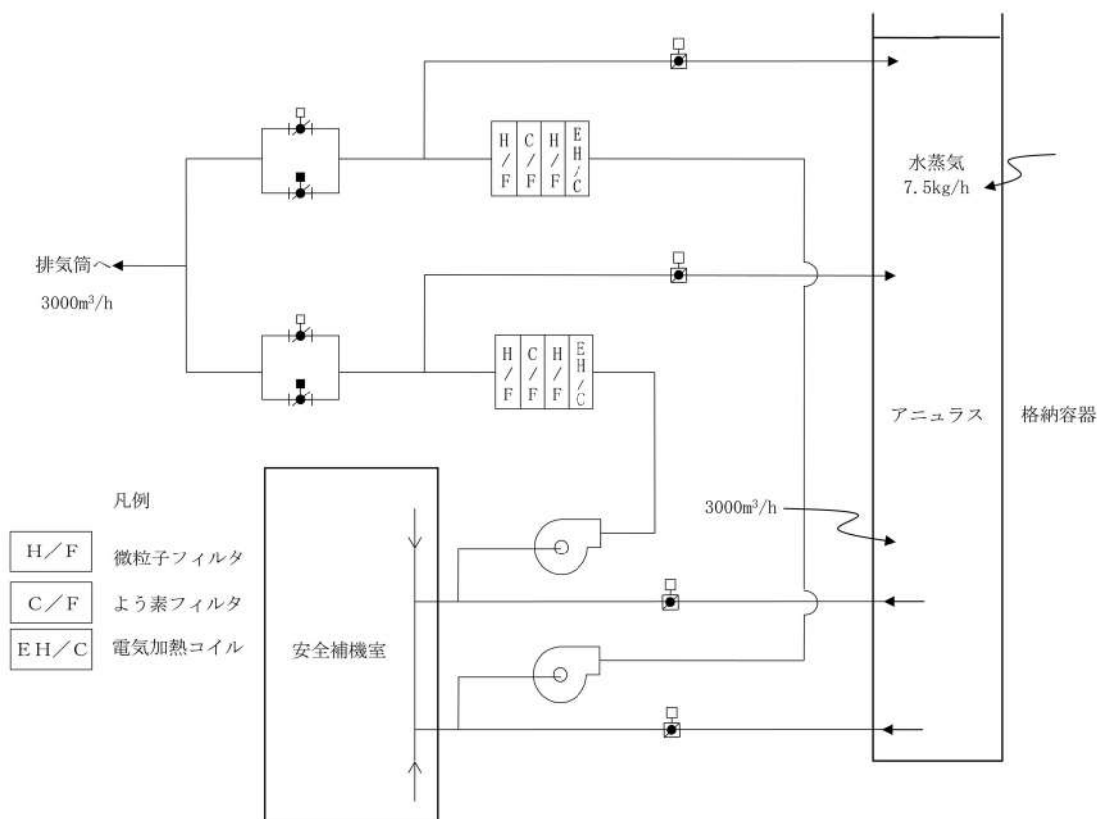 H/F
C/F
H/F
EH/C
水蒸気
7.5kg/h
排気筒へ
3000m³/h
H/F
C/F
H/F
EH/C
アニュラス
格納容器
3000m³/h
凡例
H/F
微粒子フィルタ
C/F
よう素フィルタ
EH/C
電気加熱コイル
安全補機室